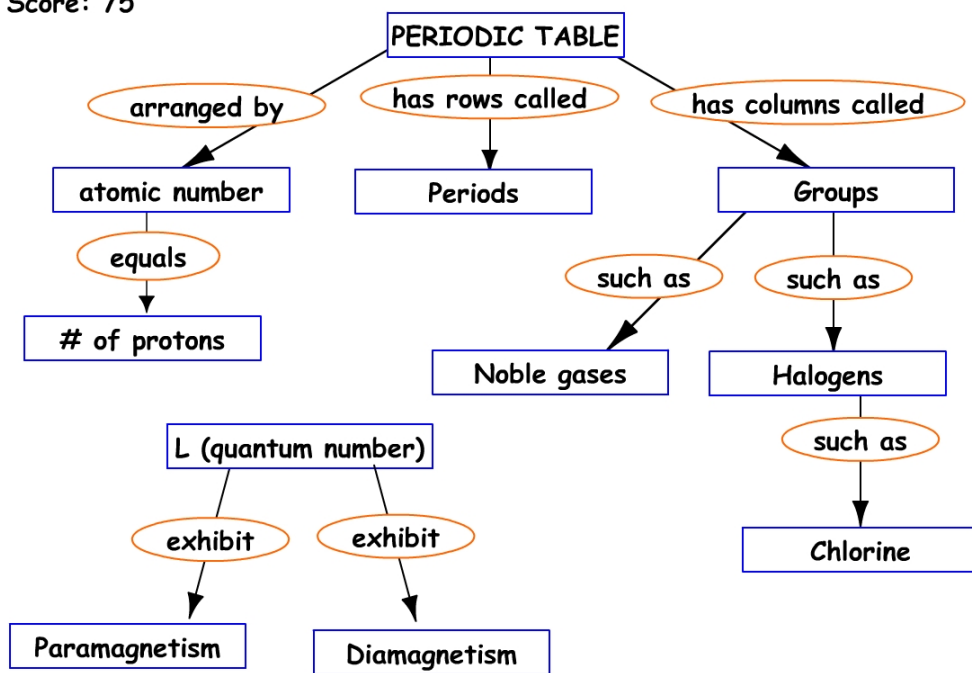 Score: 75
PERIODIC TABLE
arranged by
has rows called
has columns called
atomic number
Periods
Groups
equals
such as
such as
# of protons
Noble gases
Halogens
L (quantum number)
such as
exhibit
exhibit
Chlorine
Paramagnetism
Diamagnetism